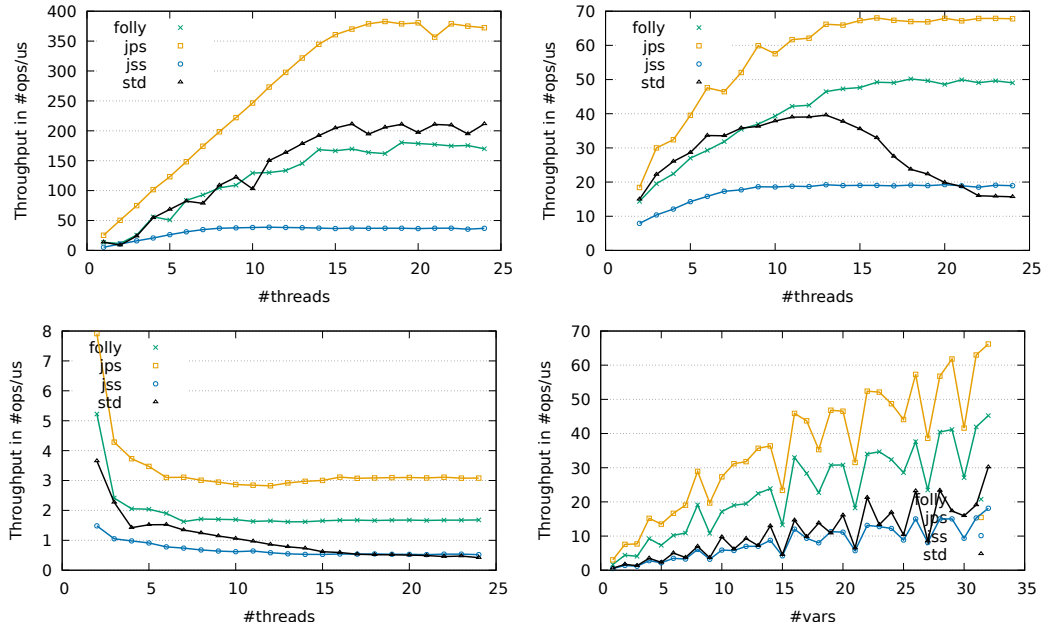 400
350
300
250
200
150
100
50
0
Throughput in #ops/us
folly
jps
jss
std
0 5 10 15 20 25
#threads
70
60
50
40
30
20
10
0
Throughput in #ops/us
folly
jps
jss
std
0 5 10 15 20 25
#threads
8
7
6
5
4
3
2
1
0
Throughput in #ops/us
folly
jps
jss
std
0 5 10 15 20 25
#threads
70
60
50
40
30
20
10
0
Throughput in #ops/us
folly
jps
jss
std
0 5 10 15 20 25 30 35
#vars